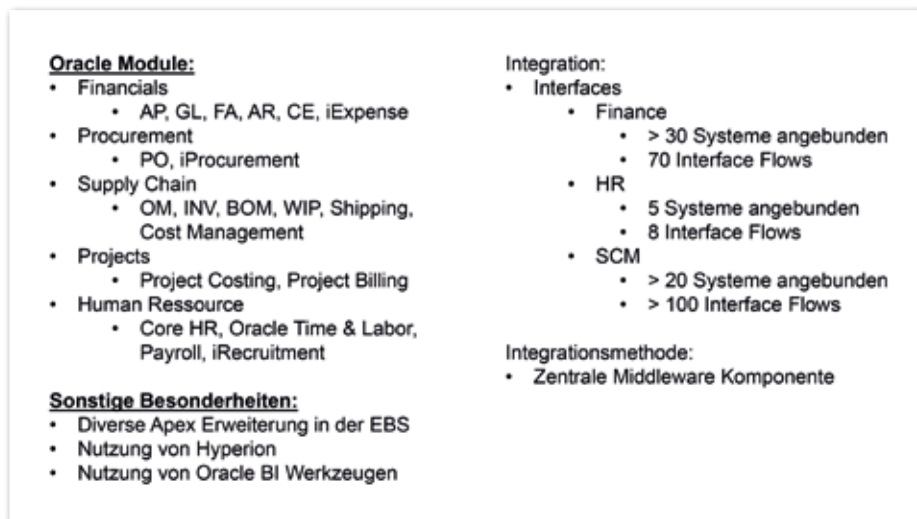 Oracle Module:
• Financials
• AP, GL, FA, AR, CE, iExpense
• Procurement
• PO, iProcurement
• Supply Chain
• OM, INV, BOM, WIP, Shipping,
Cost Management
• Projects
• Project Costing, Project Billing
• Human Ressource
• Core HR, Oracle Time & Labor,
Payroll, iRecruitment
Sonstige Besonderheiten:
• Diverse Apex Erweiterung in der EBS
• Nutzung von Hyperion
• Nutzung von Oracle BI Werkzeugen
Integration:
• Interfaces
• Finance
• > 30 Systeme angebunden
• 70 Interface Flows
• HR
• 5 Systeme angebunden
• 8 Interface Flows
• SCM
• > 20 Systeme angebunden
• > 100 Interface Flows
Integrationsmethode:
• Zentrale Middleware Komponente